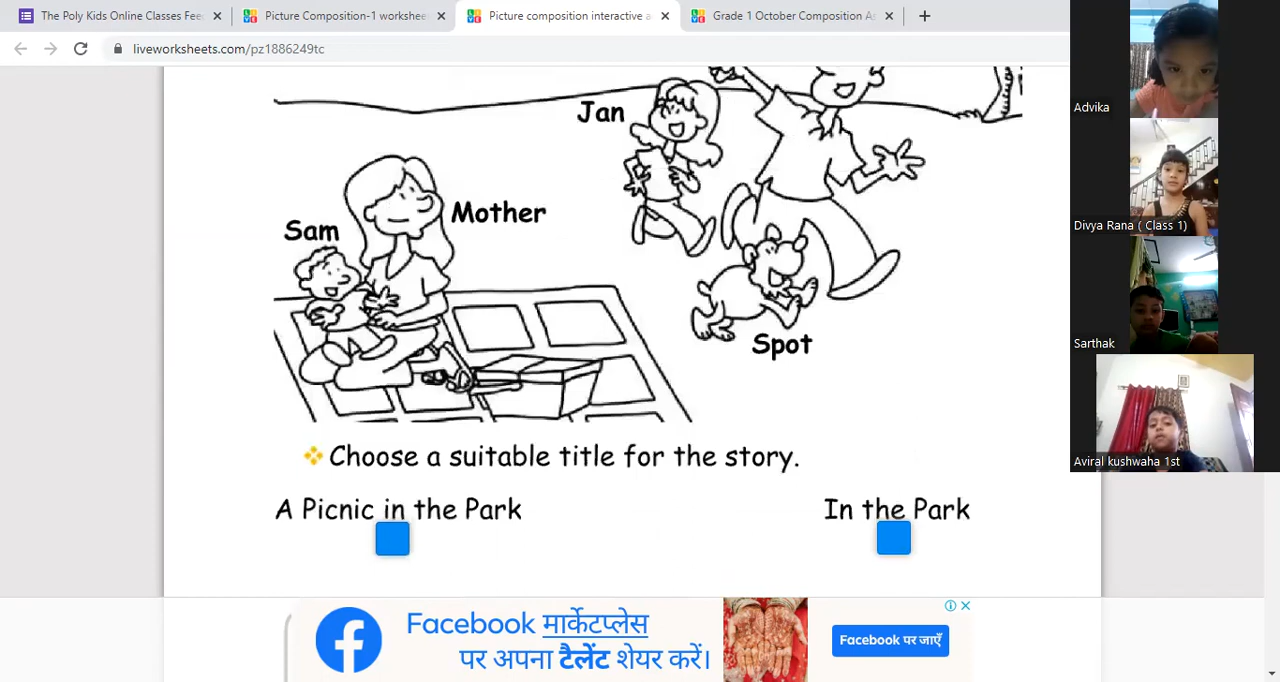 The Poly Kids Online Classes Fee
Picture Composition-1 workshee
Picture composition interactive a
Grade 1 October Composition As
liveworksheets.com/pz1886249tc
Advika
Divya Rana ( Class 1)
Sarthak
Aviral kushwaha 1st
Jan
Mother
Sam
Spot
Choose a suitable title for the story.
A Picnic in the Park
In the Park
Facebook मार्केटप्लेस
पर अपना टैलेंट शेयर करें।
Facebook पर जाएँ